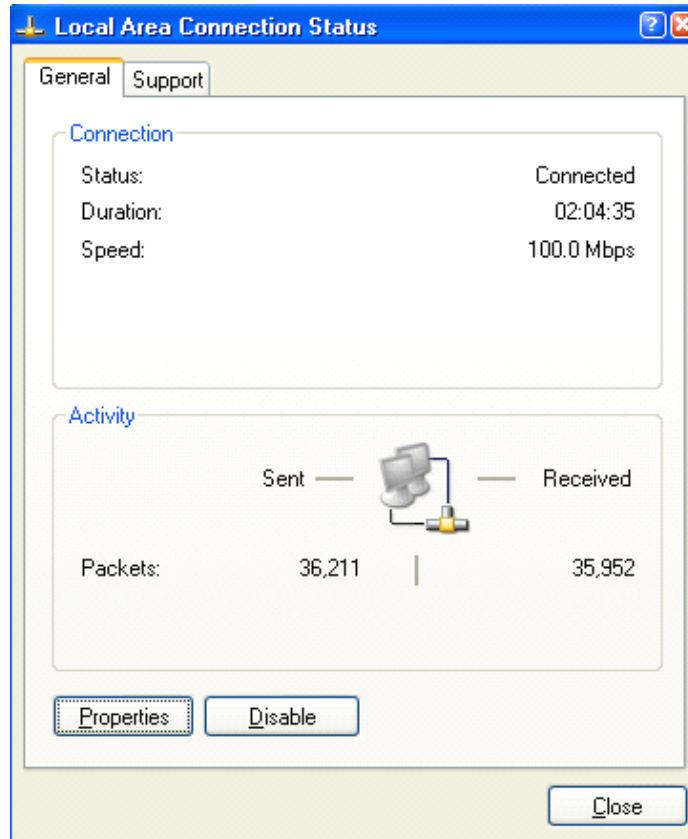 Local Area Connection Status
General Support
Connection
Status: Connected
Duration: 02:04:35
Speed: 100.0 Mbps
Activity
Sent Received
Packets: 36,211 35,952
Properties Disable
Close